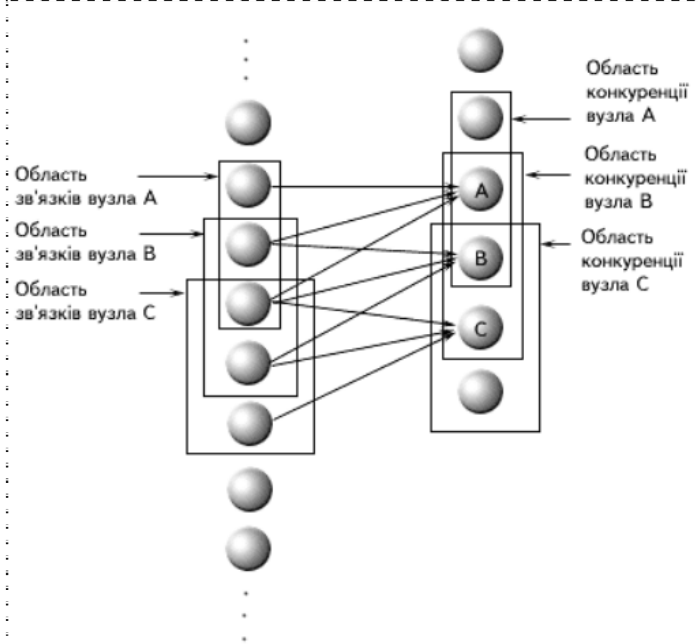 Область
зв'язків вузла A
Область
зв'язків вузла B
Область
зв'язків вузла C
A
B
C
Область
конкуренції
вузла A
Область
конкуренції
вузла B
Область
конкуренції
вузла C